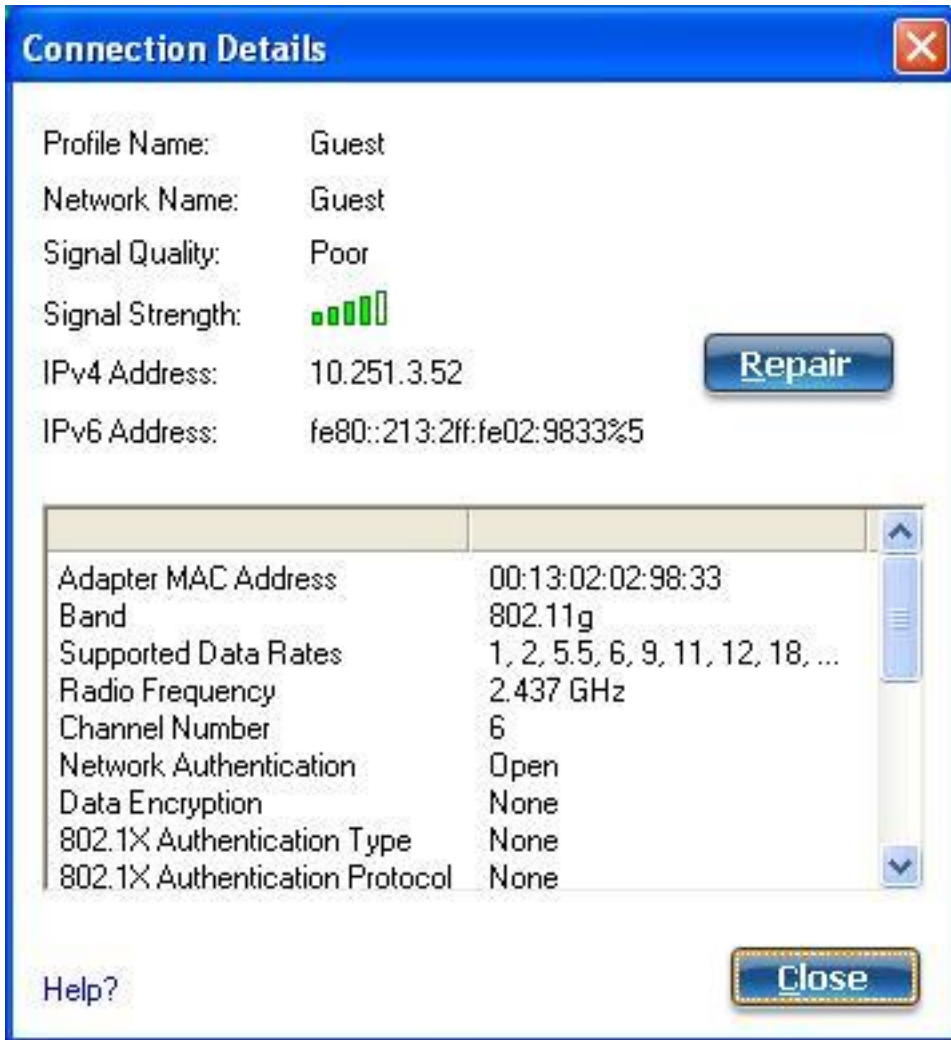 Connection Details
Profile Name: Guest
Network Name: Guest
Signal Quality: Poor
Signal Strength:
IPv4 Address: 10.251.3.52
Repair
IPv6 Address: fe80::213:2ff:fe02:9833%5
Adapter MAC Address 00:13:02:02:98:33
Band 802.11g
Supported Data Rates 1, 2, 5.5, 6, 9, 11, 12, 18, ...
Radio Frequency 2.437 GHz
Channel Number 6
Network Authentication Open
Data Encryption None
802.1X Authentication Type None
802.1X Authentication Protocol None
Help?
Close